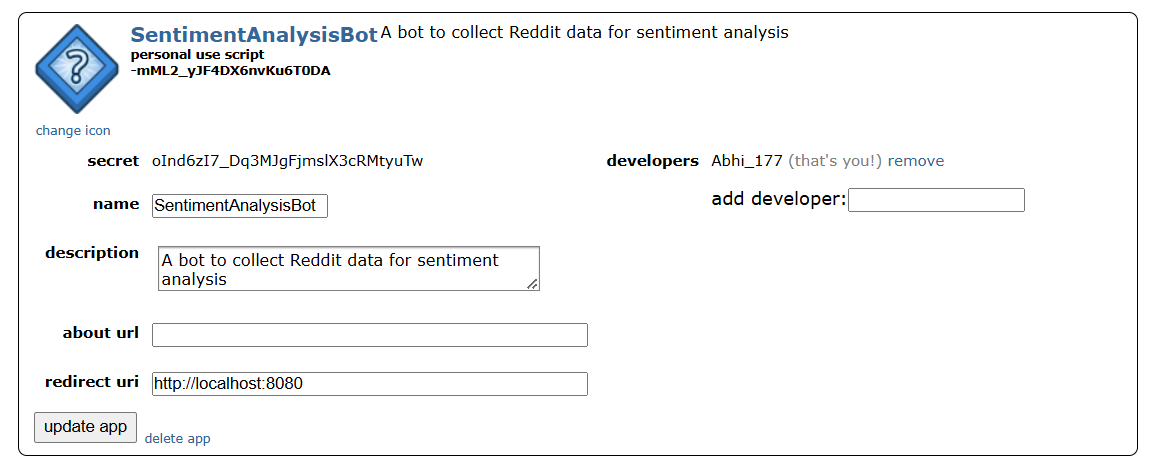 SentimentAnalysisBot A bot to collect Reddit data for sentiment analysis
personal use script
-mML2_yJF4DX6nvKu6T0DA
change icon
secret oInd6zI7_Dq3MJgFjmslX3cRMtyuTw
developers Abhi_177 (that's you!) remove
add developer:
name SentimentAnalysisBot
description A bot to collect Reddit data for sentiment
analysis
about url
redirect uri http://localhost:8080
update app delete app